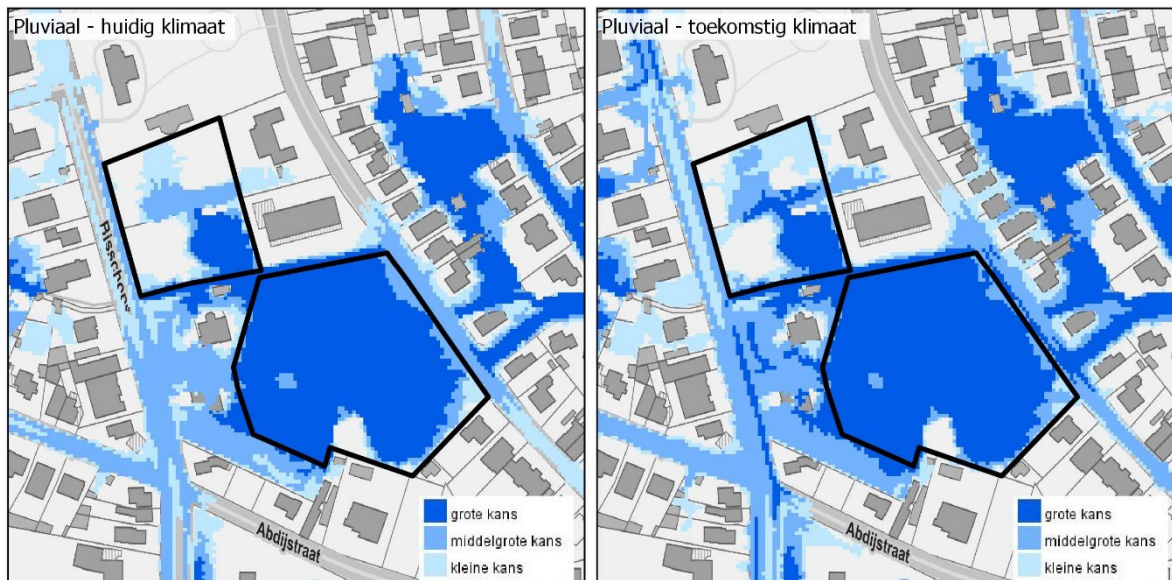 Pluviaal - huidig klimaat
Abdijstraat
grote kans
middelgrote kans
kleine kans
Pluviaal - toekomstig klimaat
Abdijstraat
grote kans
middelgrote kans
kleine kans